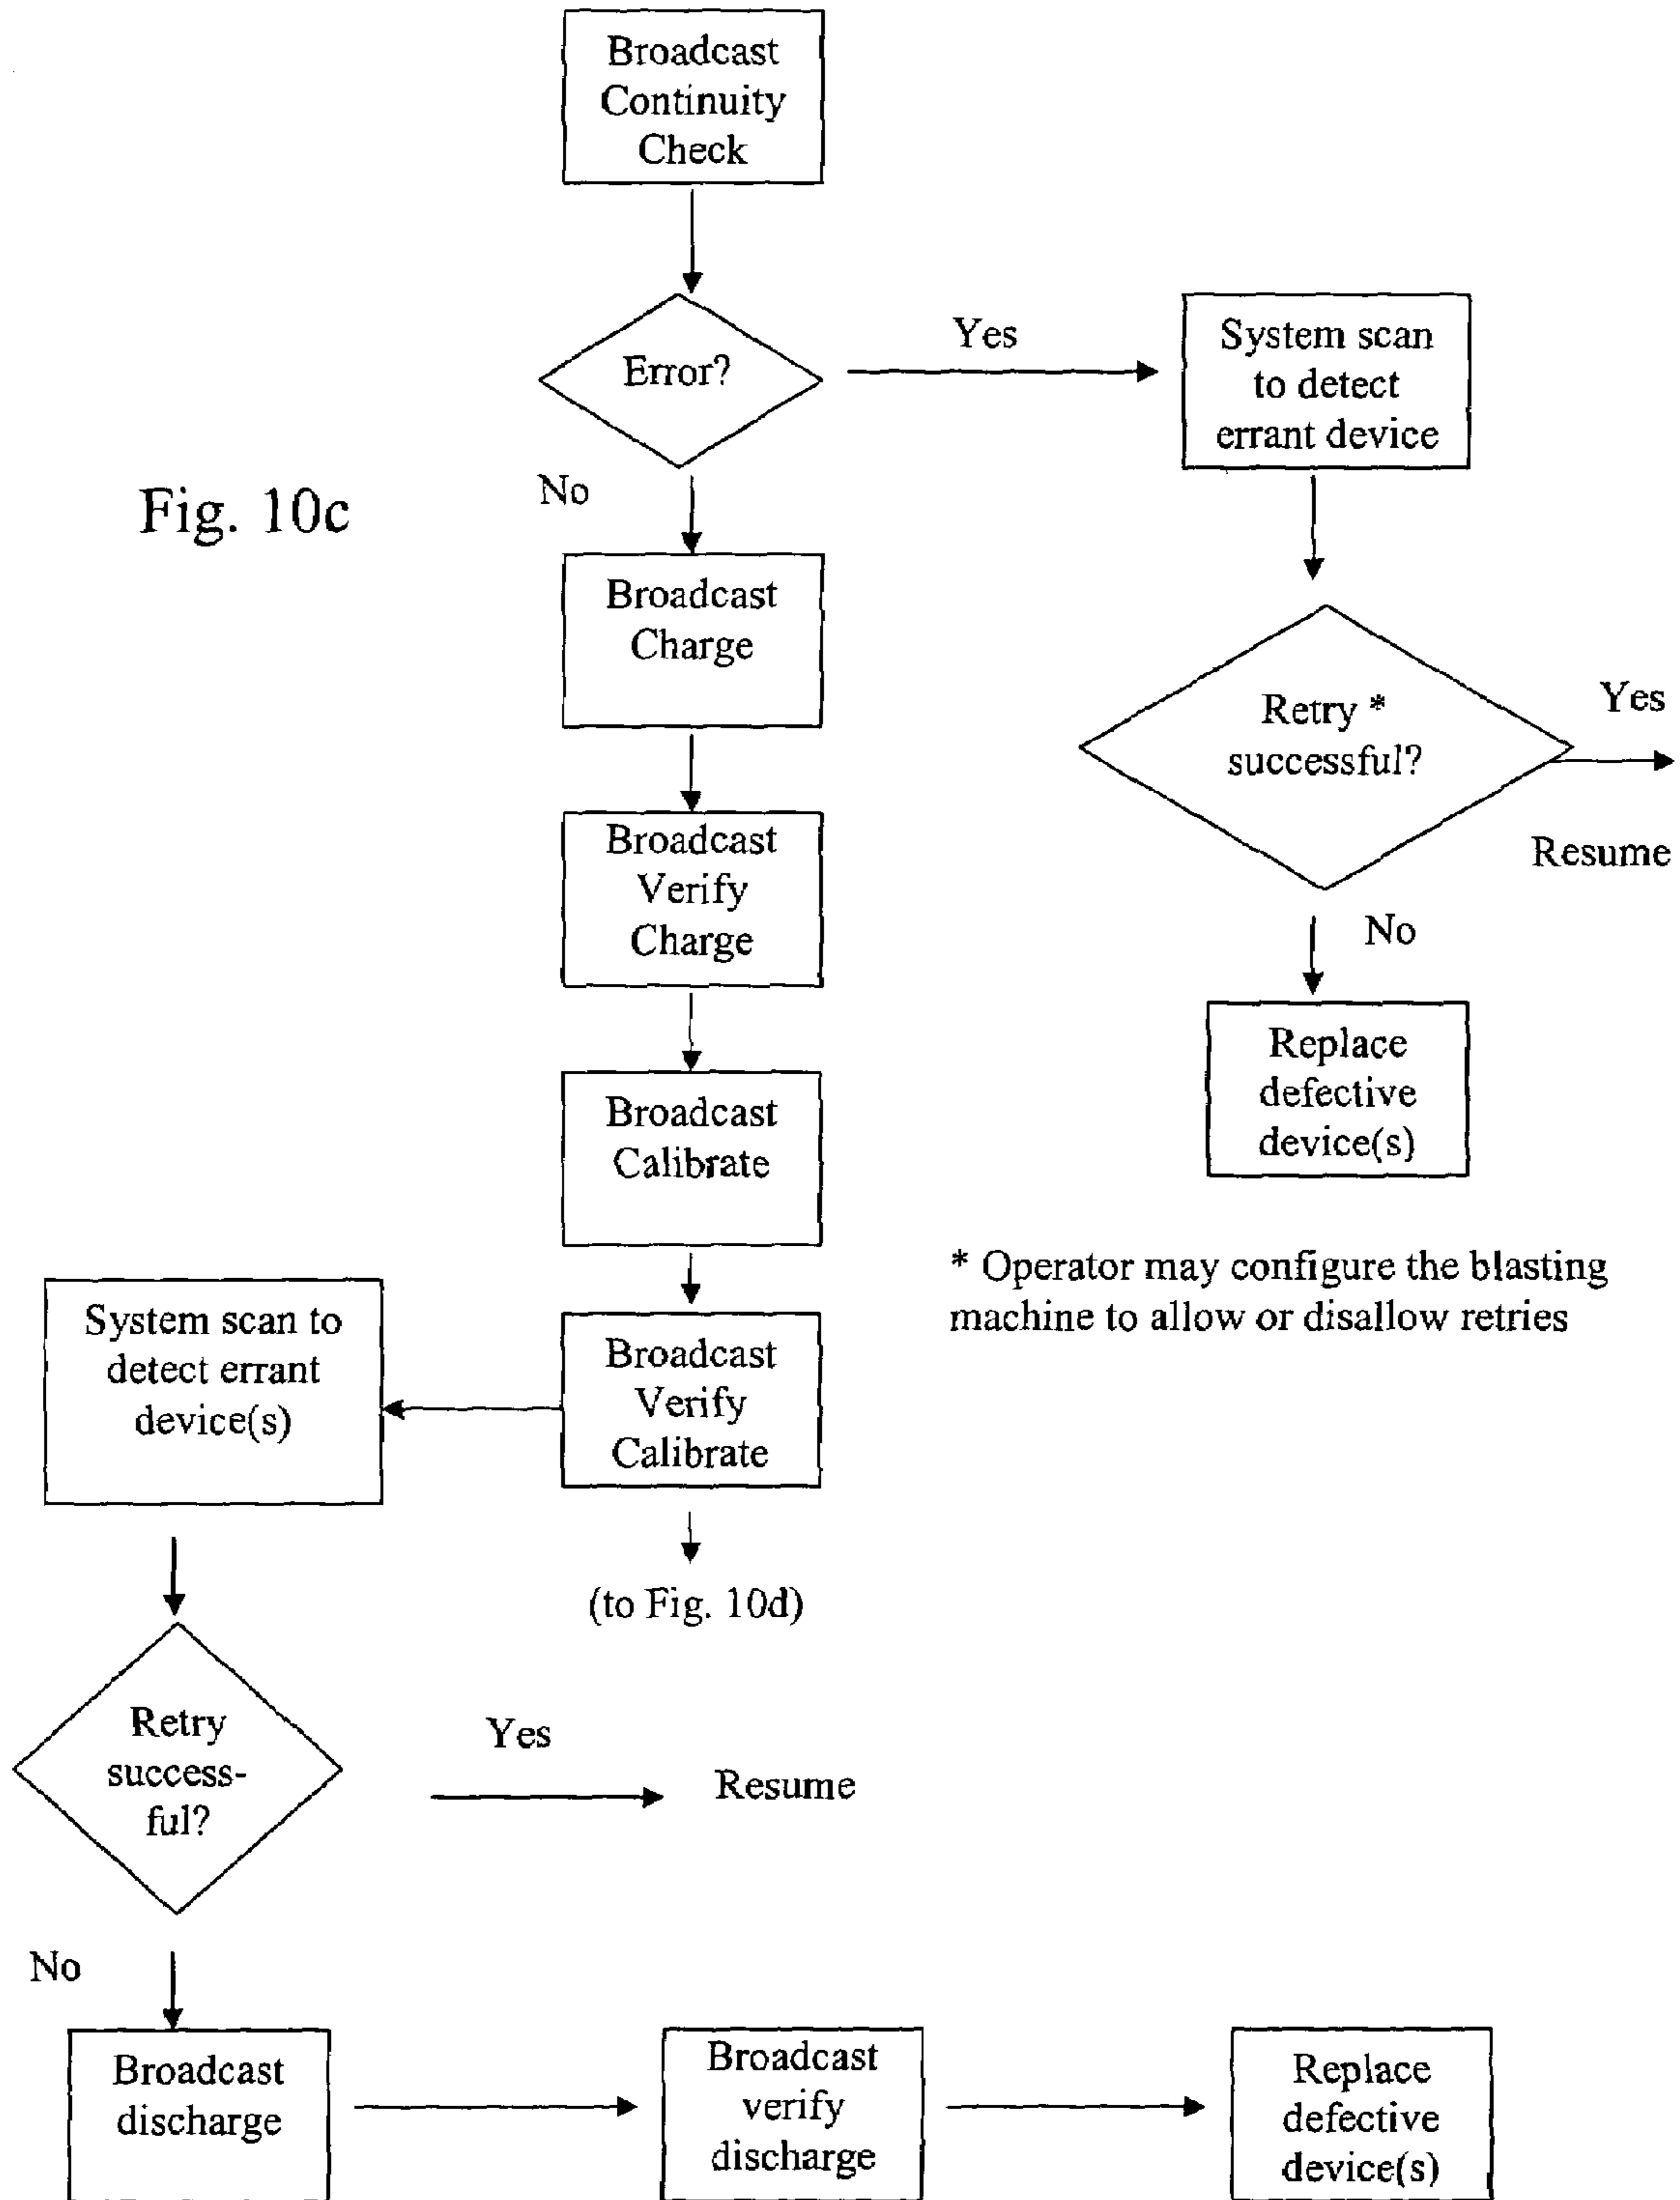 Broadcast
Continuity
Check
Error?
Yes
System scan
to detect
errant device
No
Fig. 10c
Broadcast
Charge
Retry *
successful?
Yes
Resume
Broadcast
Verify
Charge
No
Replace
defective
device(s)
Broadcast
Calibrate
* Operator may configure the blasting
machine to allow or disallow retries
System scan to
detect errant
device(s)
Broadcast
Verify
Calibrate
(to Fig. 10d)
Retry
success-
ful?
Yes
Resume
No
Broadcast
discharge
Broadcast
verify
discharge
Replace
defective
device(s)